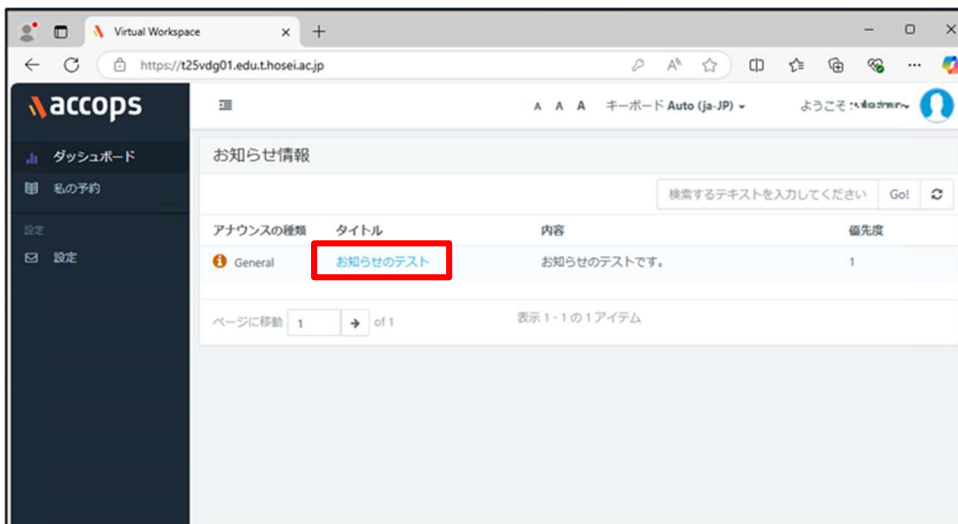 Virtual Workspace
https://t25vdg01.edu.t.hosei.ac.jp
accops
A A A キーボード Auto (ja-JP) ようこそ
ダッシュボード
私の予約
設定
設定
お知らせ情報
検索するテキストを入力してください Go!
アナウンスの種類 タイトル 内容 優先度
General お知らせのテスト お知らせのテストです。 1
ページに移動 1 of 1 表示 1 - 1 の 1 アイテム